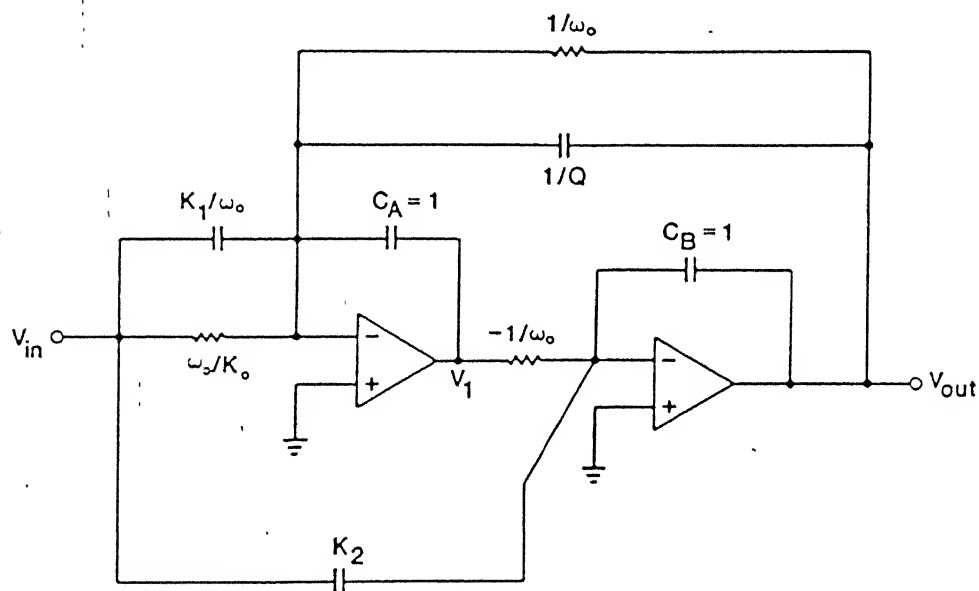 1/ω₀
1/Q
K₁/ω₀
C_A = 1
C_B = 1
V_in
−
ω₀/K₀
+
V₁
−1/ω₀
−
+
V_out
K₂